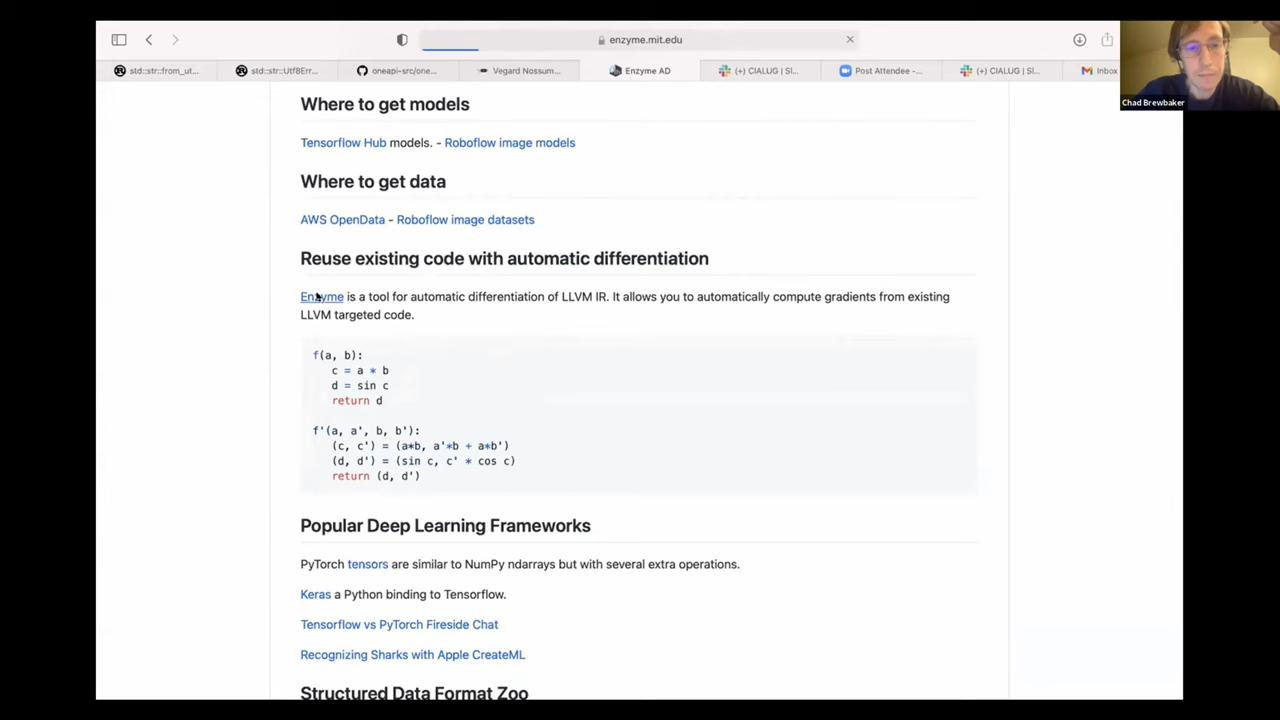 enzyme.mit.edu
std::str::from_ut...
std::str::Utf8Err...
oneapi-src/one...
Vegard Nossum...
Enzyme AD
(+) CIALUG | Sl...
Post Attendee -...
(+) CIALUG | Sl...
Inbox
Chad Brewbaker
Where to get models
Tensorflow Hub models. - Roboflow image models
Where to get data
AWS OpenData - Roboflow image datasets
Reuse existing code with automatic differentiation
Enzyme is a tool for automatic differentiation of LLVM IR. It allows you to automatically compute gradients from existing
LLVM targeted code.
f(a, b):
c = a * b
d = sin c
return d
f'(a, a', b, b'):
(c, c') = (a*b, a'*b + a*b')
(d, d') = (sin c, c' * cos c)
return (d, d')
Popular Deep Learning Frameworks
PyTorch tensors are similar to NumPy ndarrays but with several extra operations.
Keras a Python binding to Tensorflow.
Tensorflow vs PyTorch Fireside Chat
Recognizing Sharks with Apple CreateML
Structured Data Format Zoo